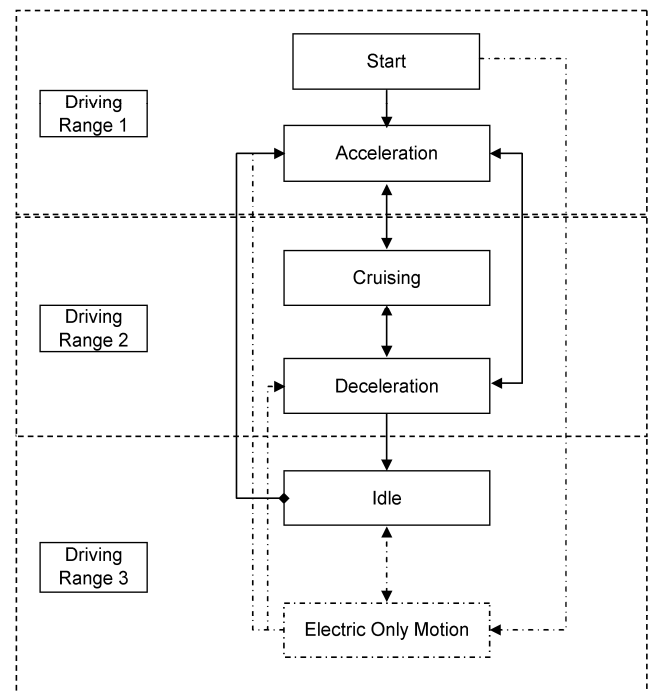 Start
Driving
Range 1
Acceleration
Cruising
Driving
Range 2
Deceleration
Idle
Driving
Range 3
Electric Only Motion